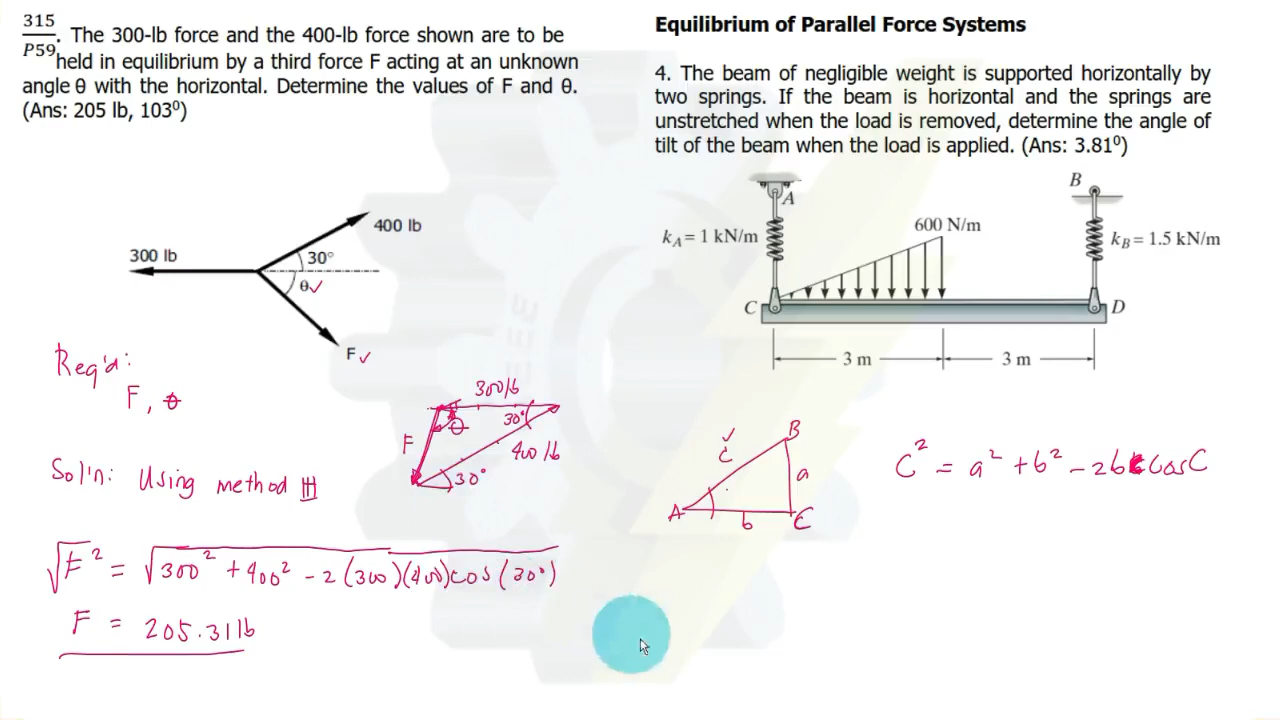 315
P59. The 300-lb force and the 400-lb force shown are to be
held in equilibrium by a third force F acting at an unknown
angle θ with the horizontal. Determine the values of F and θ.
(Ans: 205 lb, 103⁰)
400 lb
300 lb
30°
θ✓
F✓
Req'd:
F, θ
Sol'n: Using method III
300 lb
30°
θ
F
400 lb
30°
√F² = √300² + 400² - 2(300)(400)cos(30°)
F = 205.31 lb
Equilibrium of Parallel Force Systems
4. The beam of negligible weight is supported horizontally by
two springs. If the beam is horizontal and the springs are
unstretched when the load is removed, determine the angle of
tilt of the beam when the load is applied. (Ans: 3.81⁰)
B
A
600 N/m
kA = 1 kN/m
kB = 1.5 kN/m
C
D
3 m
3 m
B
c
a
A
b
C
C² = a² + b² - 2b cos C